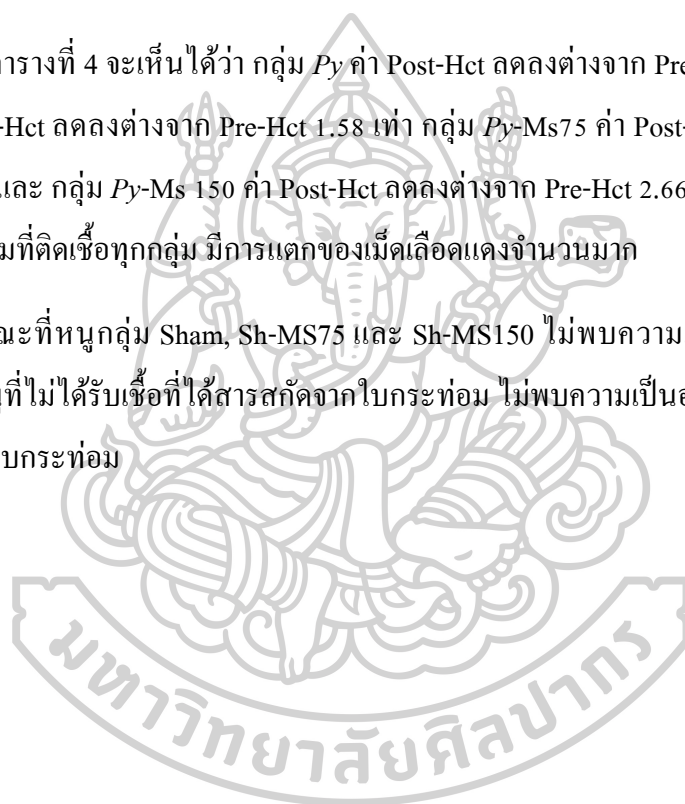 ารางที่ 4 จะเห็นได้ว่า กลุ่ม Py ค่า Post-Hct ลดลงต่างจาก Pre
-Hct ลดลงต่างจาก Pre-Hct 1.58 เท่า กลุ่ม Py-Ms75 ค่า Post-
และ กลุ่ม Py-Ms 150 ค่า Post-Hct ลดลงต่างจาก Pre-Hct 2.66
มที่ติดเชื้อทุกกลุ่ม มีการแตกของเม็ดเลือดแดงจำนวนมาก
ณะที่หนูกลุ่ม Sham, Sh-MS75 และ Sh-MS150 ไม่พบความ
ที่ไม่ได้รับเชื้อที่ได้สารสกัดจากใบกระท่อม ไม่พบความเป็น
บกระท่อม
มหาวิทยาลัยศิลปากร